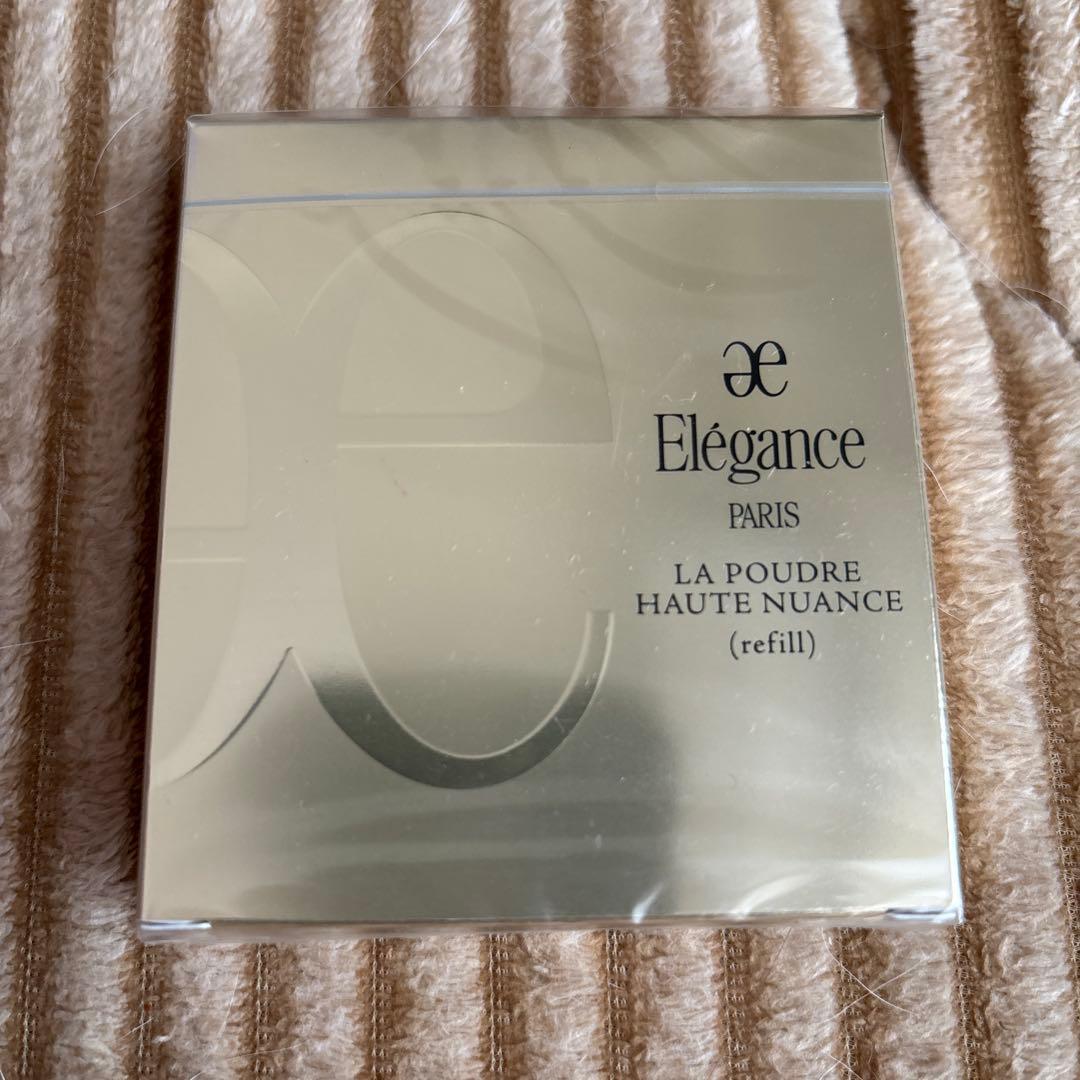 æ
Elégance
PARIS
LA POUDRE
HAUTE NUANCE
(refill)